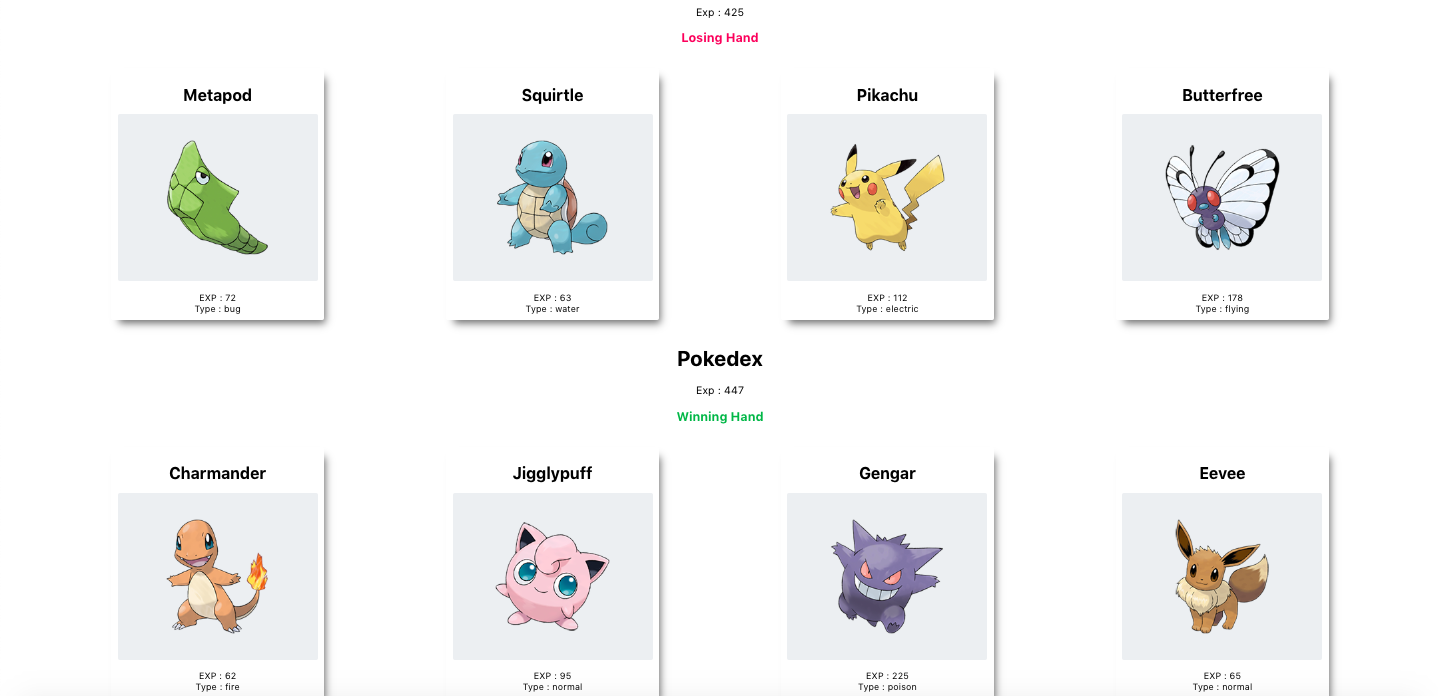 Exp : 425
Losing Hand
Metapod
Squirtle
Pikachu
Butterfree
EXP : 72
Type : bug
EXP : 63
Type : water
EXP : 112
Type : electric
EXP : 178
Type : flying
Pokedex
Exp : 447
Winning Hand
Charmander
Jigglypuff
Gengar
Eevee
EXP : 62
Type : fire
EXP : 95
Type : normal
EXP : 225
Type : poison
EXP : 65
Type : normal